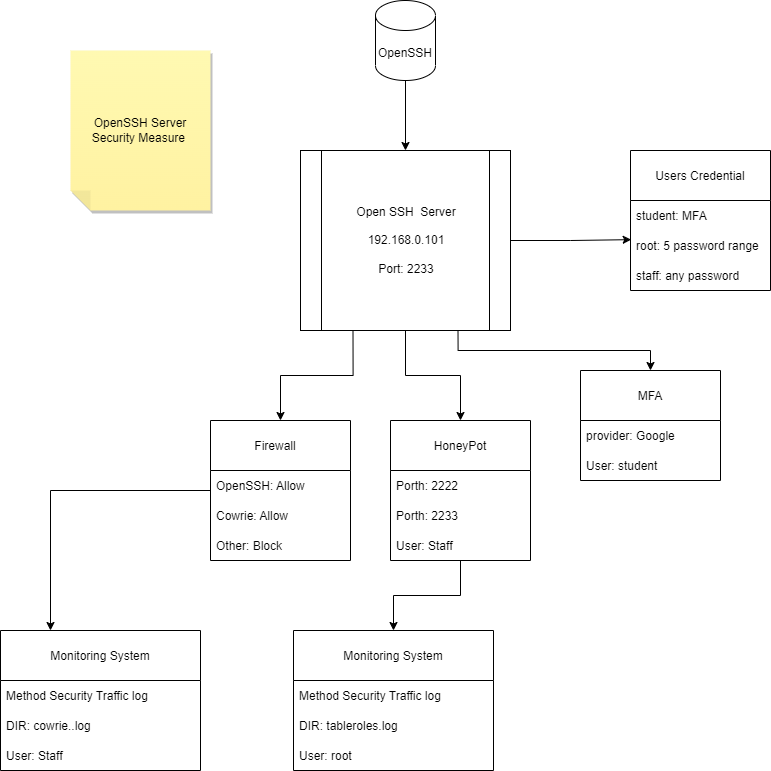 OpenSSH
OpenSSH Server
Security Measure
Open SSH Server
192.168.0.101
Port: 2233
Users Credential
student: MFA
root: 5 password range
staff: any password
MFA
provider: Google
User: student
Firewall
OpenSSH: Allow
Cowrie: Allow
Other: Block
HoneyPot
Porth: 2222
Porth: 2233
User: Staff
Monitoring System
Method Security Traffic log
DIR: cowrie..log
User: Staff
Monitoring System
Method Security Traffic log
DIR: tableroles.log
User: root